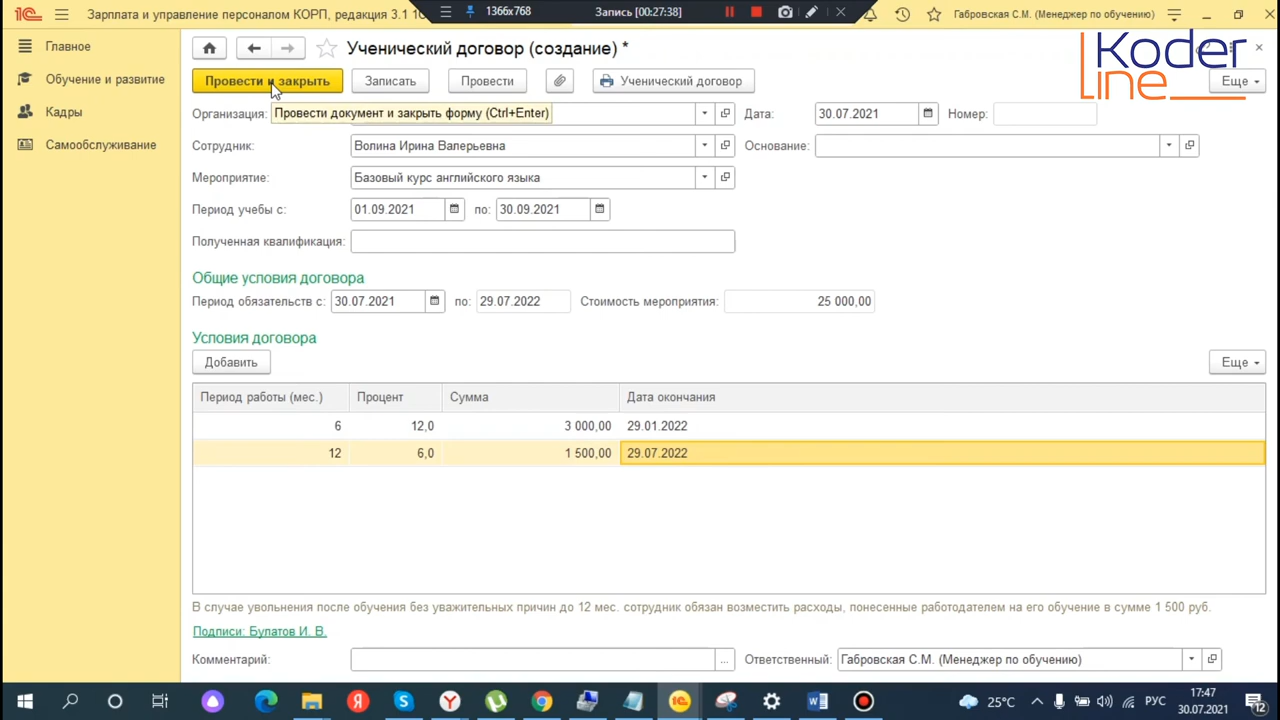 Зарплата и управление персоналом КОРП, редакция 3.1
1366x768
Запись [00:27:38]
Габровская С.М. (Менеджер по обучению)
Koder
line
Главное
Обучение и развитие
Кадры
Самообслуживание
Ученический договор (создание) *
Провести и закрыть
Записать
Провести
Ученический договор
Еще
Организация:
Провести документ и закрыть форму (Ctrl+Enter)
Дата: 30.07.2021 Номер:
Сотрудник: Волина Ирина Валерьевна Основание:
Мероприятие: Базовый курс английского языка
Период учебы с: 01.09.2021 по: 30.09.2021
Полученная квалификация:
Общие условия договора
Период обязательств с: 30.07.2021 по: 29.07.2022 Стоимость мероприятия: 25 000,00
Условия договора
Добавить Еще
Период работы (мес.) Процент Сумма Дата окончания
6 12,0 3 000,00 29.01.2022
12 6,0 1 500,00 29.07.2022
В случае увольнения после обучения без уважительных причин до 12 мес. сотрудник обязан возместить расходы, понесенные работодателем на его обучение в сумме 1 500 руб.
Подписи: Булатов И. В.
Комментарий: Ответственный: Габровская С.М. (Менеджер по обучению)
25°C РУС 17:47
30.07.2021 12